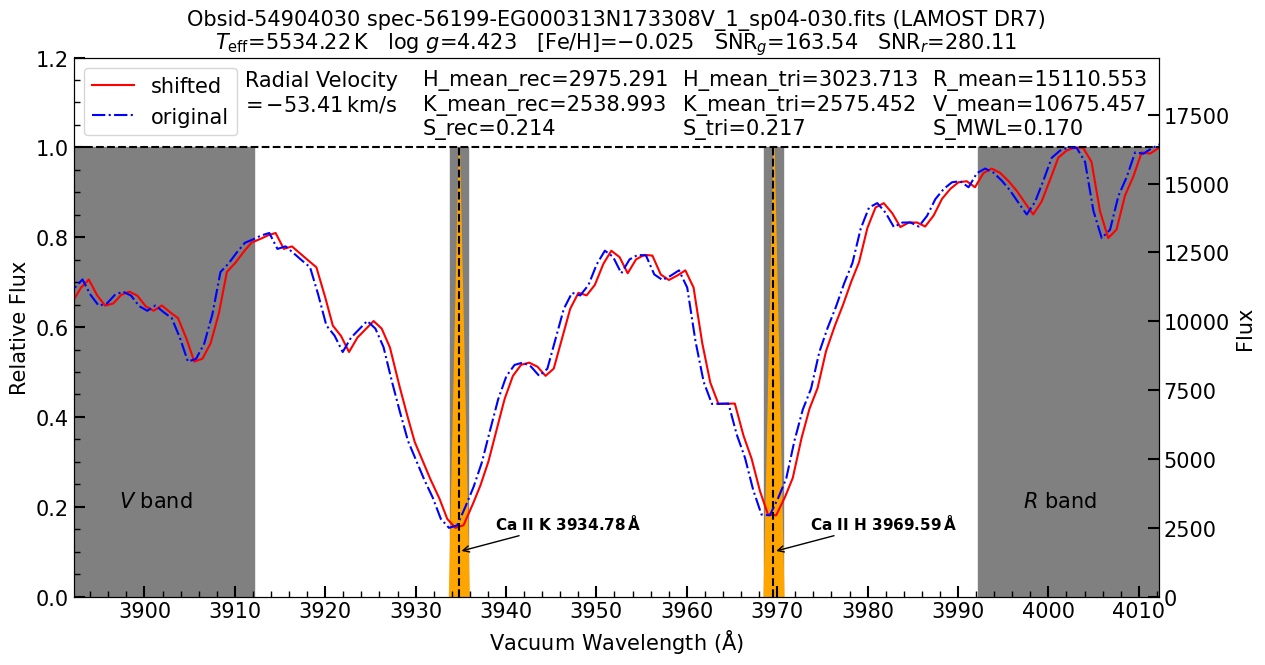 Obsid-54904030 spec-56199-EG000313N173308V_1_sp04-030.fits (LAMOST DR7)
T_eff=5534.22 K log g=4.423 [Fe/H]=−0.025 SNR_g=163.54 SNR_r=280.11
shifted
original
Radial Velocity
=−53.41 km/s
H_mean_rec=2975.291
K_mean_rec=2538.993
S_rec=0.214
H_mean_tri=3023.713
K_mean_tri=2575.452
S_tri=0.217
R_mean=15110.553
V_mean=10675.457
S_MWL=0.170
1.2
1.0
0.8
0.6
0.4
0.2
0.0
Relative Flux
17500
15000
12500
10000
7500
5000
2500
0
Flux
V band
Ca II K 3934.78 Å
Ca II H 3969.59 Å
R band
3900
3910
3920
3930
3940
3950
3960
3970
3980
3990
4000
4010
Vacuum Wavelength (Å)